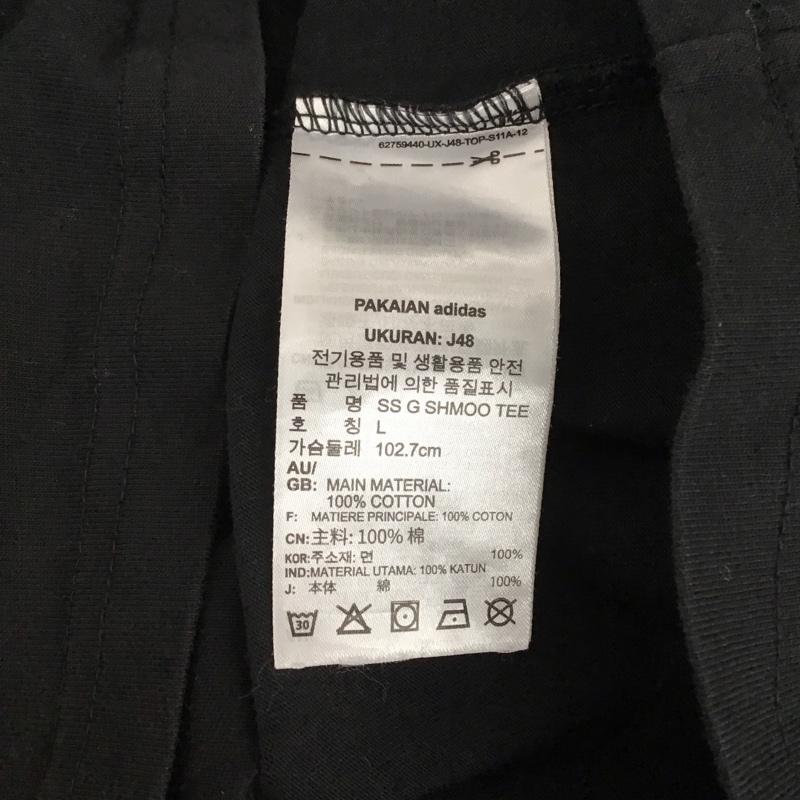 62759440-UX-J48-TOP-S11A-12
PAKAIAN adidas
UKURAN: J48
전기용품 및 생활용품 안전
관리법에 의한 품질표시
품 명 SS G SHMOO TEE
호 칭 L
가슴둘레 102.7cm
AU/
GB: MAIN MATERIAL:
100% COTTON
F: MATIERE PRINCIPALE: 100% COTON
CN:主料: 100% 棉
KOR:주소재: 면 100%
IND:MATERIAL UTAMA: 100% KATUN
J: 本体 綿 100%
30